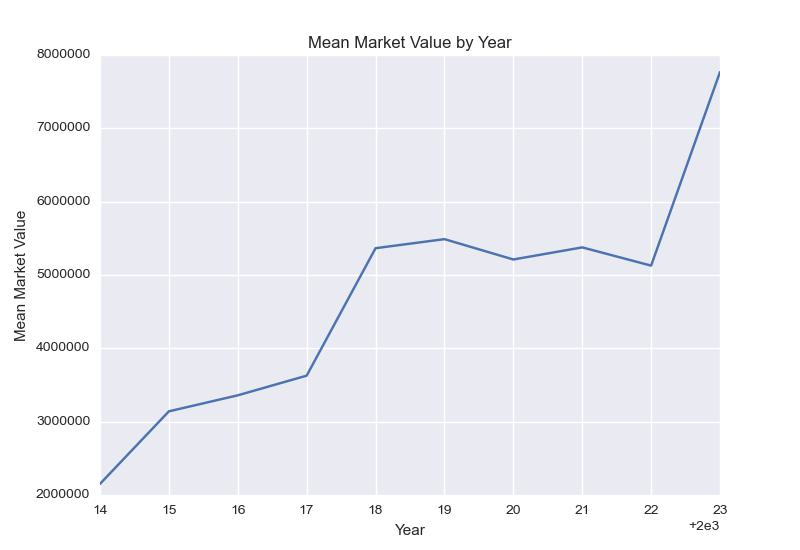 Mean Market Value by Year
8000000
7000000
6000000
5000000
4000000
3000000
2000000
Mean Market Value
14 15 16 17 18 19 20 21 22 23
+2e3
Year